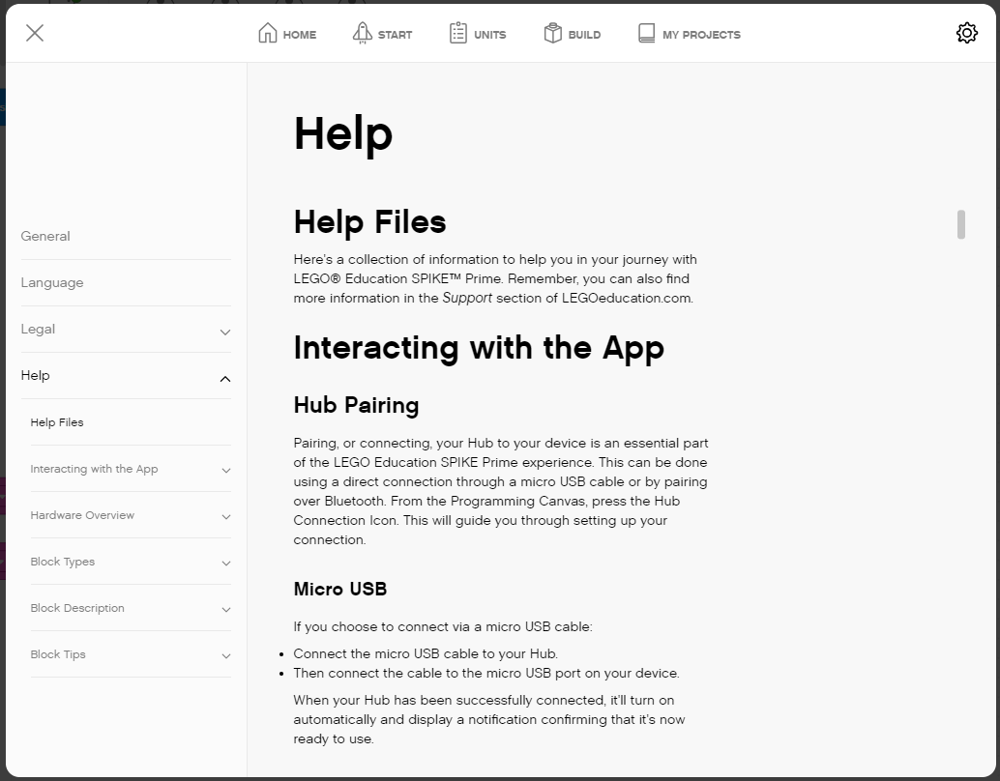 HOME
START
UNITS
BUILD
MY PROJECTS
General
Language
Legal
Help
Help Files
Interacting with the App
Hardware Overview
Block Types
Block Description
Block Tips
Help
Help Files
Here's a collection of information to help you in your journey with
LEGO® Education SPIKE™ Prime. Remember, you can also find
more information in the Support section of LEGOeducation.com.
Interacting with the App
Hub Pairing
Pairing, or connecting, your Hub to your device is an essential part
of the LEGO Education SPIKE Prime experience. This can be done
using a direct connection through a micro USB cable or by pairing
over Bluetooth. From the Programming Canvas, press the Hub
Connection Icon. This will guide you through setting up your
connection.
Micro USB
If you choose to connect via a micro USB cable:
• Connect the micro USB cable to your Hub.
• Then connect the cable to the micro USB port on your device.
When your Hub has been successfully connected, it'll turn on
automatically and display a notification confirming that it's now
ready to use.